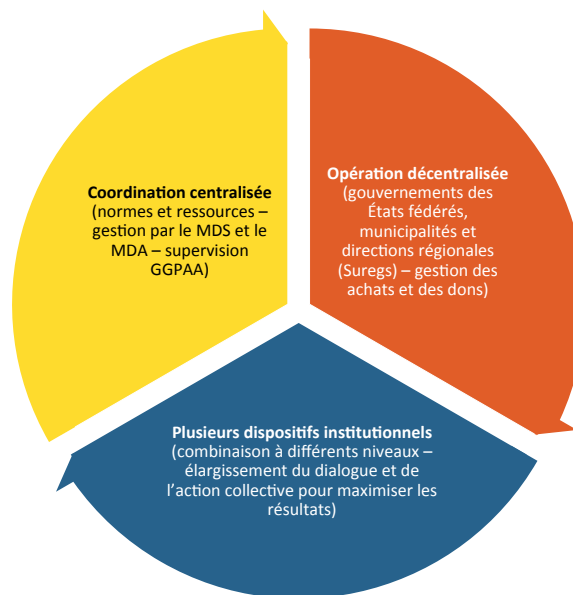 Coordination centralisée
(normes et ressources –
gestion par le MDS et le
MDA – supervision
GGPAA)
Opération décentralisée
(gouvernements des
États fédérés,
municipalités et
directions régionales
(Suregs) – gestion des
achats et des dons)
Plusieurs dispositifs institutionnels
(combinaison à différents niveaux –
élargissement du dialogue et de
l’action collective pour maximiser les
résultats)